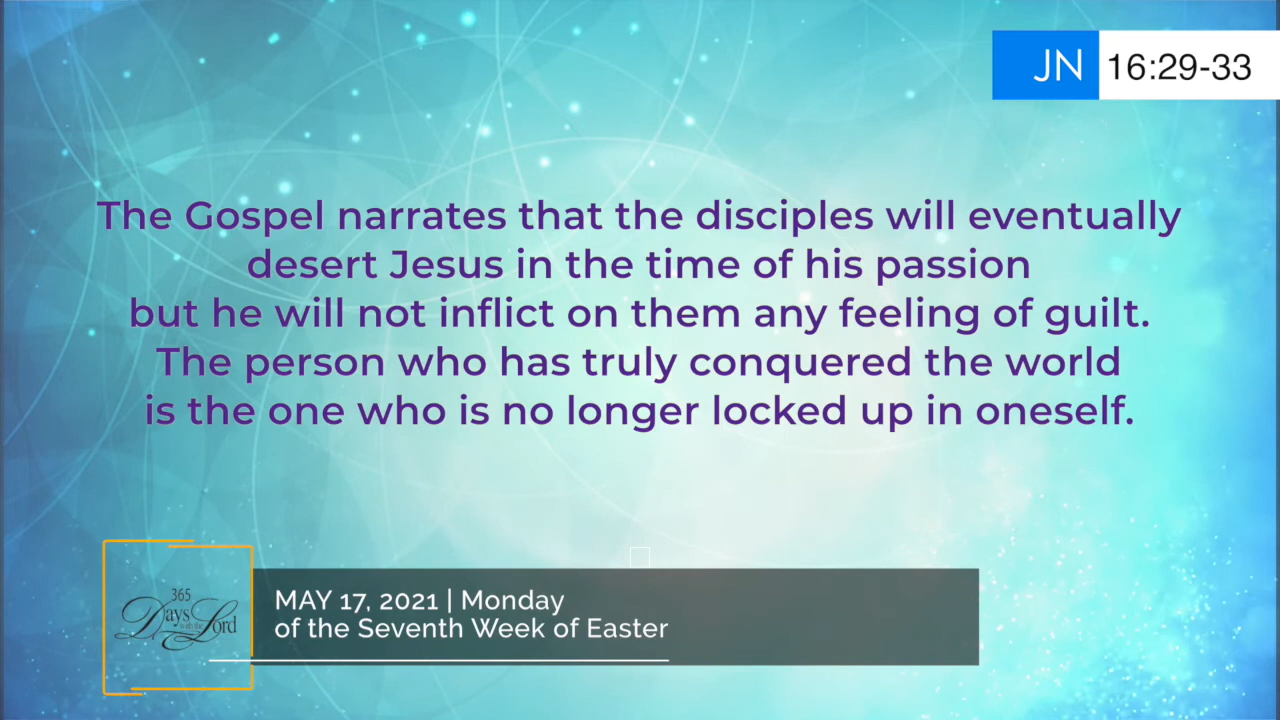 JN 16:29-33
The Gospel narrates that the disciples will eventually
desert Jesus in the time of his passion
but he will not inflict on them any feeling of guilt.
The person who has truly conquered the world
is the one who is no longer locked up in oneself.
365
Days with the Lord
MAY 17, 2021 | Monday
of the Seventh Week of Easter